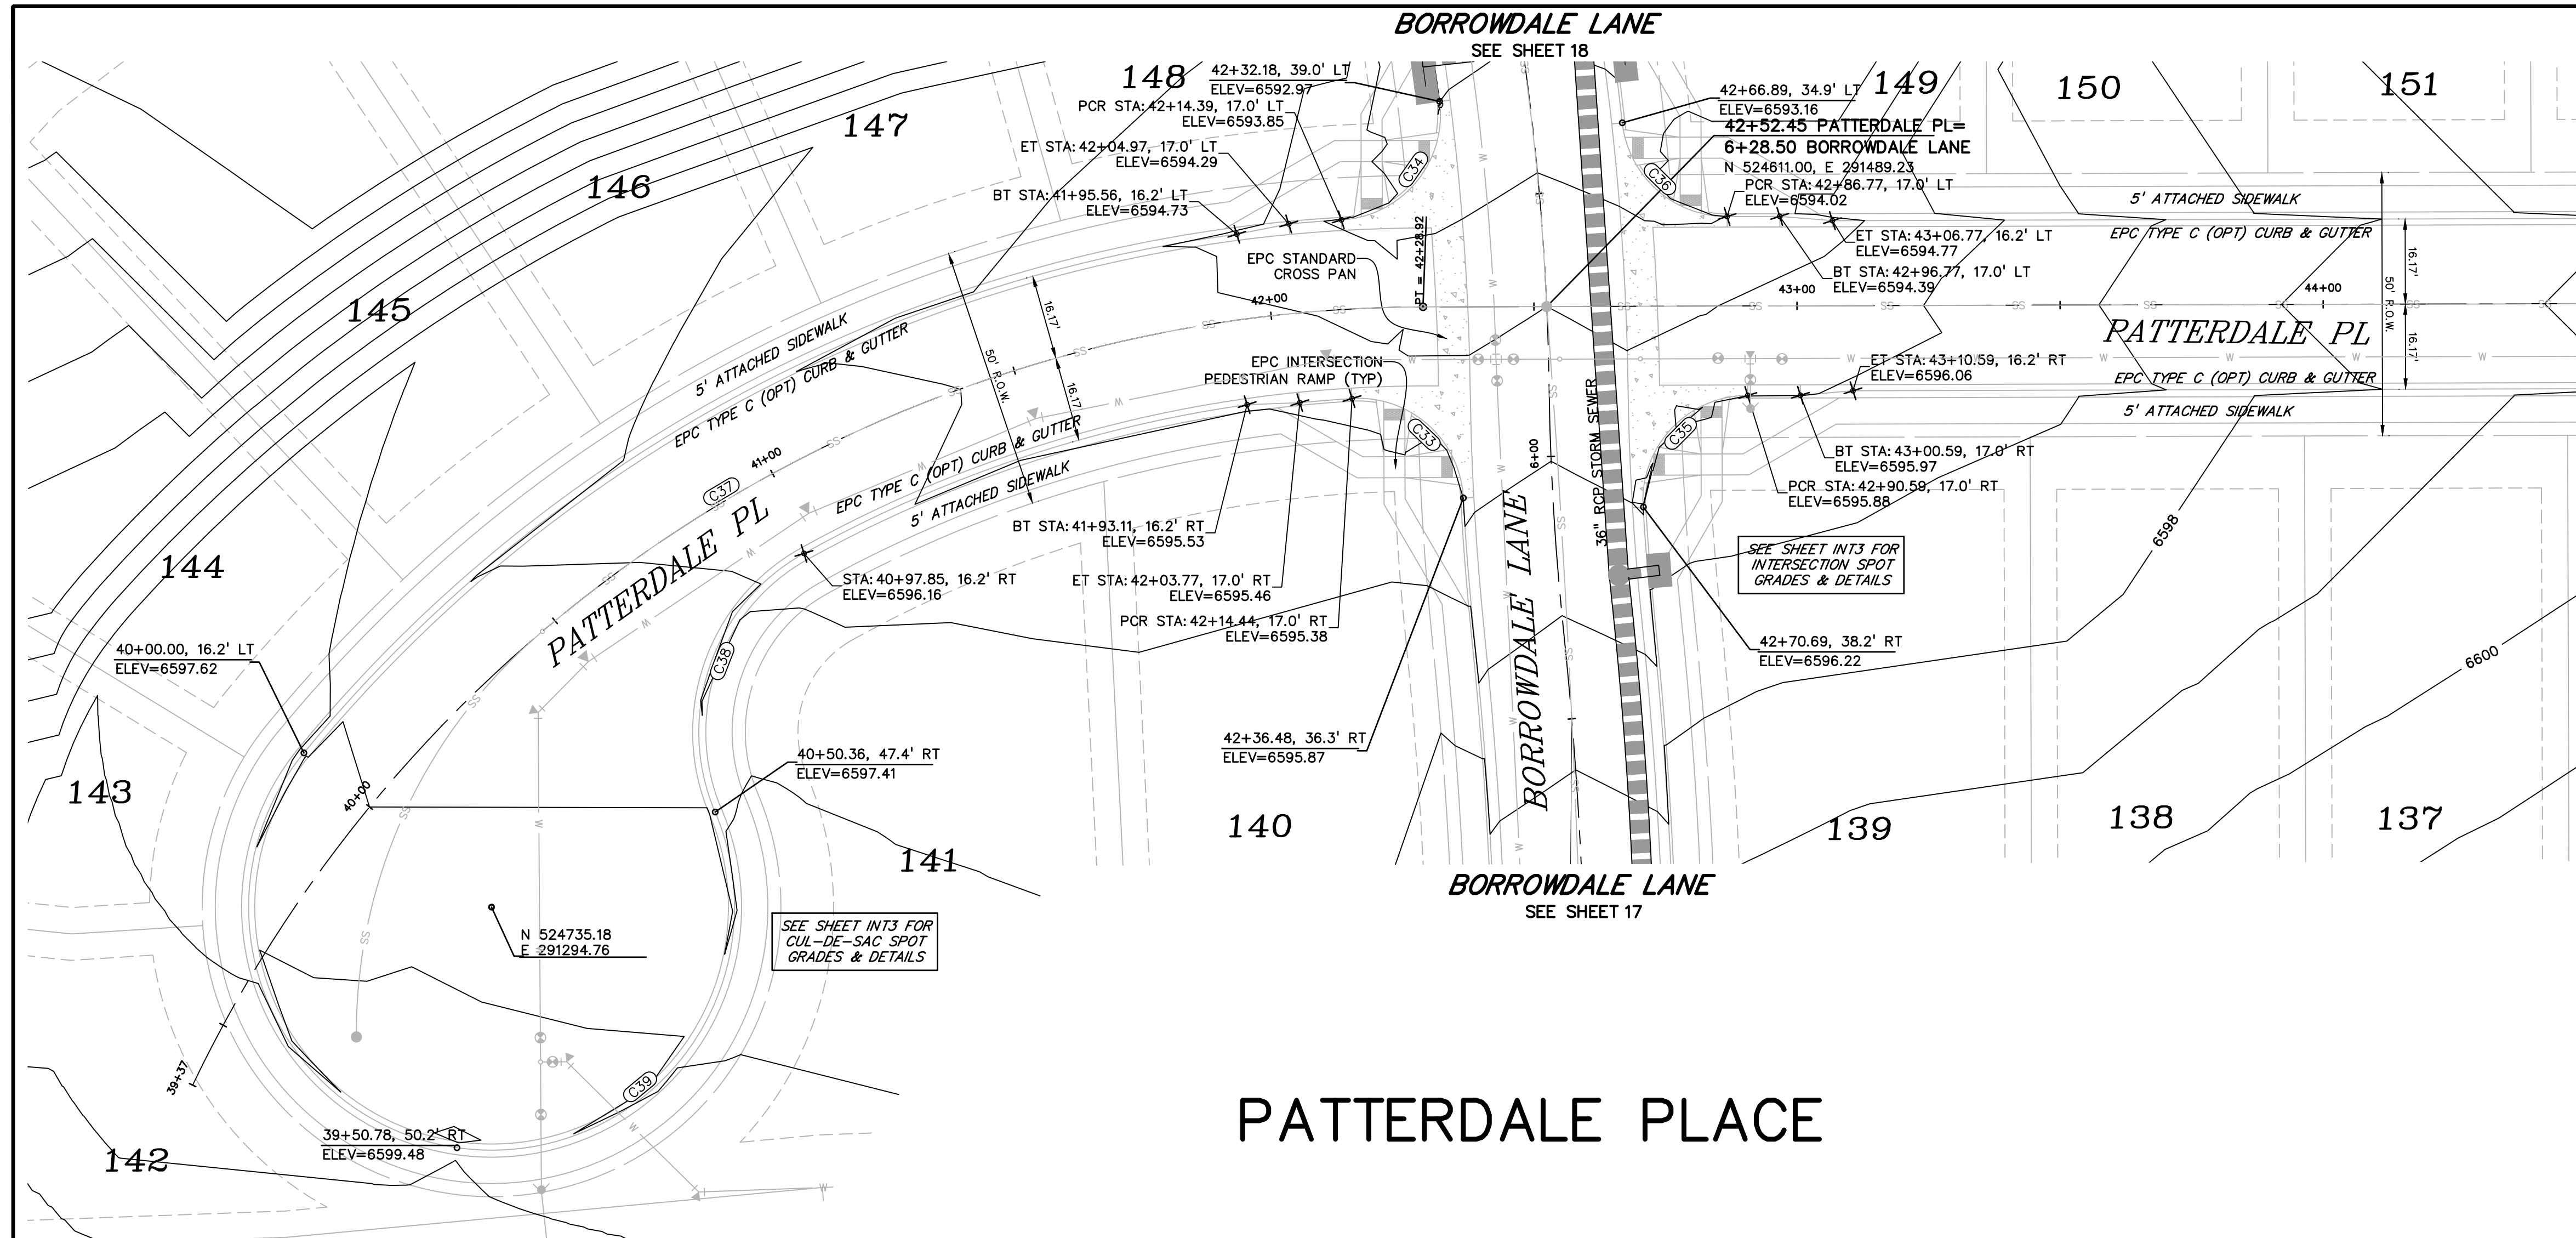 BORROWDALE LANE
SEE SHEET 18
148
42+32.18, 39.0' LT
ELEV=6592.97
PCR STA: 42+14.39, 17.0' LT
ELEV=6593.85
ET STA: 42+04.97, 17.0' LT
ELEV=6594.29
BT STA: 41+95.56, 16.2' LT
ELEV=6594.73
147
146
145
144
143
142
42+66.89, 34.9' LT
ELEV=6593.16
149
150
151
42+52.45 PATTERDALE PL=
6+28.50 BORROWDALE LANE
N 524611.00, E 291489.23
PCR STA: 42+86.77, 17.0' LT
ELEV=6594.02
ET STA: 43+06.77, 16.2' LT
ELEV=6594.77
BT STA: 42+96.77, 17.0' LT
ELEV=6594.39
C34
C36
5' ATTACHED SIDEWALK
EPC TYPE C (OPT) CURB & GUTTER
16.17'
50' R.O.W.
16.17'
EPC STANDARD
CROSS PAN
PT = 42+28.92
42+00
43+00
44+00
PATTERDALE PL
EPC TYPE C (OPT) CURB & GUTTER
5' ATTACHED SIDEWALK
5' ATTACHED SIDEWALK
EPC TYPE C (OPT) CURB & GUTTER
16.17'
50' R.O.W.
16.17'
EPC INTERSECTION
PEDESTRIAN RAMP (TYP)
ET STA: 43+10.59, 16.2' RT
ELEV=6596.06
BT STA: 43+00.59, 17.0' RT
ELEV=6595.97
PCR STA: 42+90.59, 17.0' RT
ELEV=6595.88
C33
C35
6+00
36" RCP STORM SEWER
41+00
C37
PATTERDALE PL
EPC TYPE C (OPT) CURB & GUTTER
5' ATTACHED SIDEWALK
BT STA: 41+93.11, 16.2' RT
ELEV=6595.53
STA: 40+97.85, 16.2' RT
ELEV=6596.16
ET STA: 42+03.77, 17.0' RT
ELEV=6595.46
PCR STA: 42+14.44, 17.0' RT
ELEV=6595.38
SEE SHEET INT3 FOR
INTERSECTION SPOT
GRADES & DETAILS
6598
6600
40+00.00, 16.2' LT
ELEV=6597.62
C38
BORROWDALE LANE
42+70.69, 38.2' RT
ELEV=6596.22
42+36.48, 36.3' RT
ELEV=6595.87
40+50.36, 47.4' RT
ELEV=6597.41
40+00
141
140
139
138
137
BORROWDALE LANE
SEE SHEET 17
N 524735.18
E 291294.76
SEE SHEET INT3 FOR
CUL-DE-SAC SPOT
GRADES & DETAILS
39+37
C39
39+50.78, 50.2' RT
ELEV=6599.48
PATTERDALE PLACE